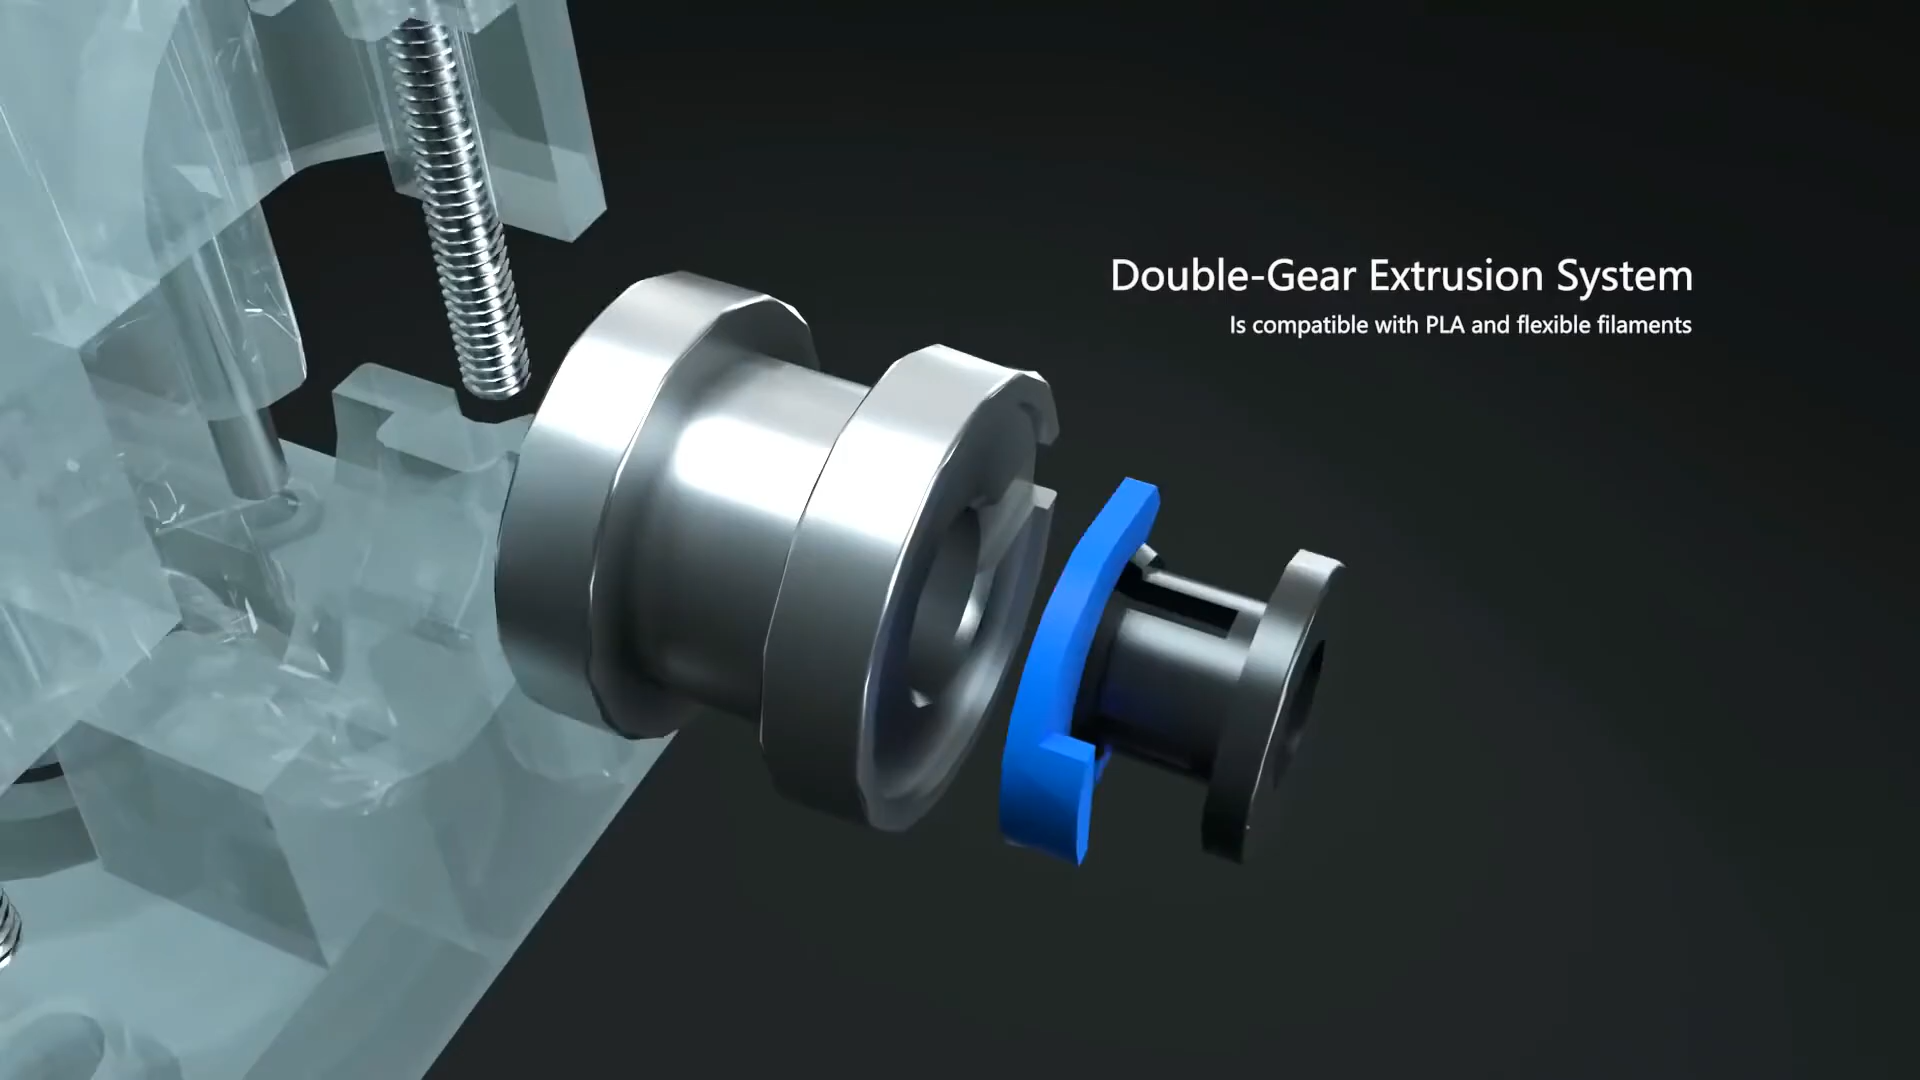 Double-Gear Extrusion System
Is compatible with PLA and flexible filaments